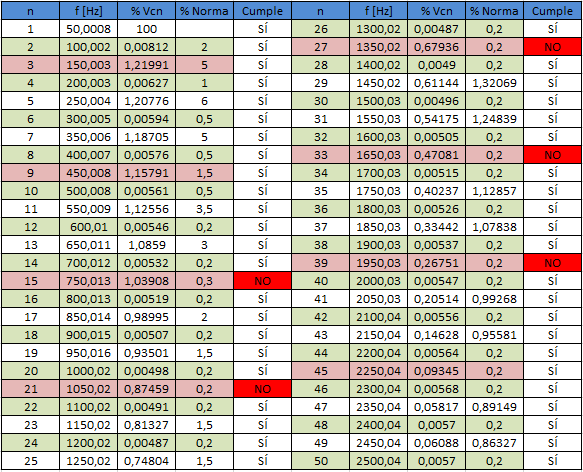 n f [Hz] % Vcn % Norma Cumple n f [Hz] % Vcn % Norma Cumple
1 50,0008 100 SÍ 26 1300,02 0,00487 0,2 SÍ
2 100,002 0,00812 2 SÍ 27 1350,02 0,67936 0,2 NO
3 150,003 1,21991 5 SÍ 28 1400,02 0,0049 0,2 SÍ
4 200,003 0,00627 1 SÍ 29 1450,02 0,61144 1,32069 SÍ
5 250,004 1,20776 6 SÍ 30 1500,03 0,00496 0,2 SÍ
6 300,005 0,00594 0,5 SÍ 31 1550,03 0,54175 1,24839 SÍ
7 350,006 1,18705 5 SÍ 32 1600,03 0,00505 0,2 SÍ
8 400,007 0,00576 0,5 SÍ 33 1650,03 0,47081 0,2 NO
9 450,008 1,15791 1,5 SÍ 34 1700,03 0,00515 0,2 SÍ
10 500,008 0,00561 0,5 SÍ 35 1750,03 0,40237 1,12857 SÍ
11 550,009 1,12556 3,5 SÍ 36 1800,03 0,00526 0,2 SÍ
12 600,01 0,00546 0,2 SÍ 37 1850,03 0,33442 1,07838 SÍ
13 650,011 1,0859 3 SÍ 38 1900,03 0,00537 0,2 SÍ
14 700,012 0,00532 0,2 SÍ 39 1950,03 0,26751 0,2 NO
15 750,013 1,03908 0,3 NO 40 2000,03 0,00547 0,2 SÍ
16 800,013 0,00519 0,2 SÍ 41 2050,03 0,20514 0,99268 SÍ
17 850,014 0,98995 2 SÍ 42 2100,04 0,00556 0,2 SÍ
18 900,015 0,00507 0,2 SÍ 43 2150,04 0,14628 0,95581 SÍ
19 950,016 0,93501 1,5 SÍ 44 2200,04 0,00564 0,2 SÍ
20 1000,02 0,00498 0,2 SÍ 45 2250,04 0,09345 0,2 SÍ
21 1050,02 0,87459 0,2 NO 46 2300,04 0,00568 0,2 SÍ
22 1100,02 0,00491 0,2 SÍ 47 2350,04 0,05817 0,89149 SÍ
23 1150,02 0,81327 1,5 SÍ 48 2400,04 0,0057 0,2 SÍ
24 1200,02 0,00487 0,2 SÍ 49 2450,04 0,06088 0,86327 SÍ
25 1250,02 0,74804 1,5 SÍ 50 2500,04 0,0057 0,2 SÍ